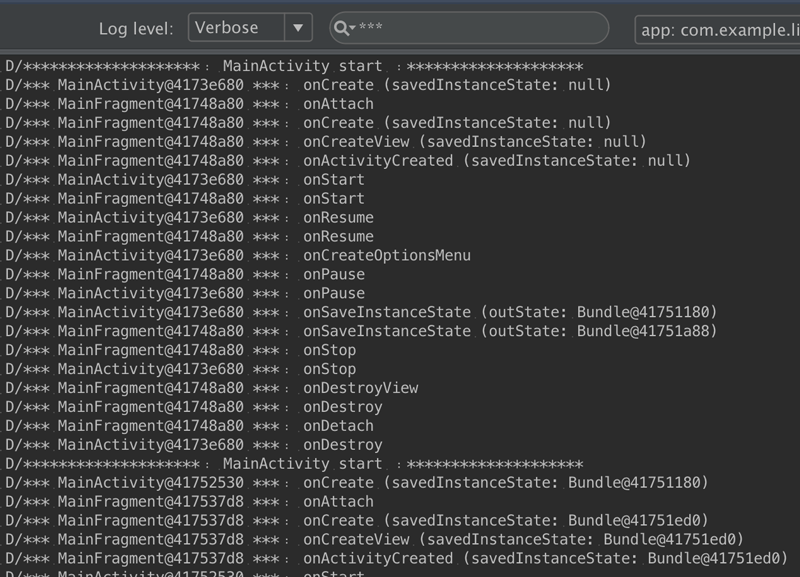 Log level: Verbose *** app: com.example.li
D/********************: MainActivity start :********************
D/*** MainActivity@4173e680 ***: onCreate (savedInstanceState: null)
D/*** MainFragment@41748a80 ***: onAttach
D/*** MainFragment@41748a80 ***: onCreate (savedInstanceState: null)
D/*** MainFragment@41748a80 ***: onCreateView (savedInstanceState: null)
D/*** MainFragment@41748a80 ***: onActivityCreated (savedInstanceState: null)
D/*** MainActivity@4173e680 ***: onStart
D/*** MainFragment@41748a80 ***: onStart
D/*** MainActivity@4173e680 ***: onResume
D/*** MainFragment@41748a80 ***: onResume
D/*** MainActivity@4173e680 ***: onCreateOptionsMenu
D/*** MainFragment@41748a80 ***: onPause
D/*** MainActivity@4173e680 ***: onPause
D/*** MainActivity@4173e680 ***: onSaveInstanceState (outState: Bundle@41751180)
D/*** MainFragment@41748a80 ***: onSaveInstanceState (outState: Bundle@41751a88)
D/*** MainFragment@41748a80 ***: onStop
D/*** MainActivity@4173e680 ***: onStop
D/*** MainFragment@41748a80 ***: onDestroyView
D/*** MainFragment@41748a80 ***: onDestroy
D/*** MainFragment@41748a80 ***: onDetach
D/*** MainActivity@4173e680 ***: onDestroy
D/********************: MainActivity start :********************
D/*** MainActivity@41752530 ***: onCreate (savedInstanceState: Bundle@41751180)
D/*** MainFragment@417537d8 ***: onAttach
D/*** MainFragment@417537d8 ***: onCreate (savedInstanceState: Bundle@41751ed0)
D/*** MainFragment@417537d8 ***: onCreateView (savedInstanceState: Bundle@41751ed0)
D/*** MainFragment@417537d8 ***: onActivityCreated (savedInstanceState: Bundle@41751ed0)
D/*** MainActivity@41752530 ***: onStart